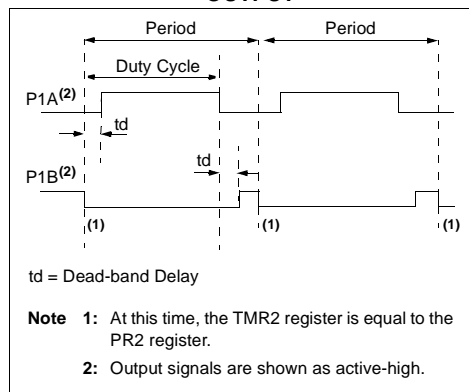 Period Period
Duty Cycle
P1A(2)
td
td
P1B(2)
(1) (1) (1)
td = Dead-band Delay
Note 1: At this time, the TMR2 register is equal to the
PR2 register.
2: Output signals are shown as active-high.